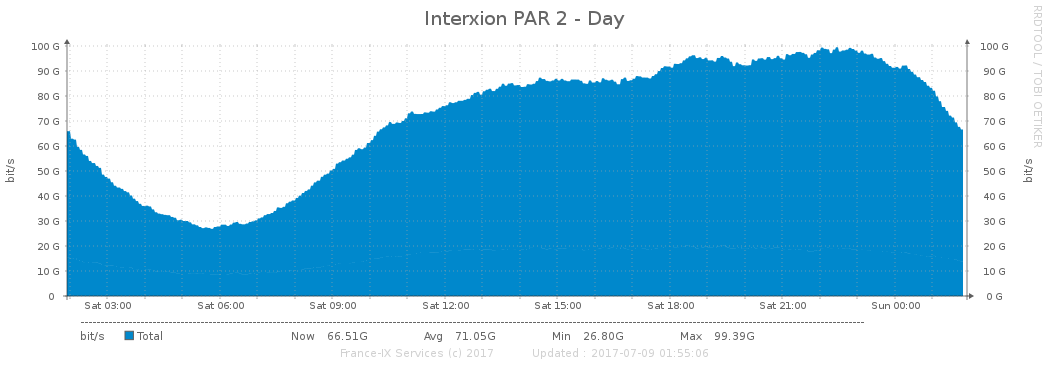 Interxion PAR 2 - Day
RRDTOOL / TOBI OETIKER
bit/s
100 G
90 G
80 G
70 G
60 G
50 G
40 G
30 G
20 G
10 G
0
100 G
90 G
80 G
70 G
60 G
50 G
40 G
30 G
20 G
10 G
0 G
bit/s
Sat 03:00 Sat 06:00 Sat 09:00 Sat 12:00 Sat 15:00 Sat 18:00 Sat 21:00 Sun 00:00
bit/s Total Now 66.51G Avg 71.05G Min 26.80G Max 99.39G
France-IX Services (c) 2017 Updated : 2017-07-09 01:55:06